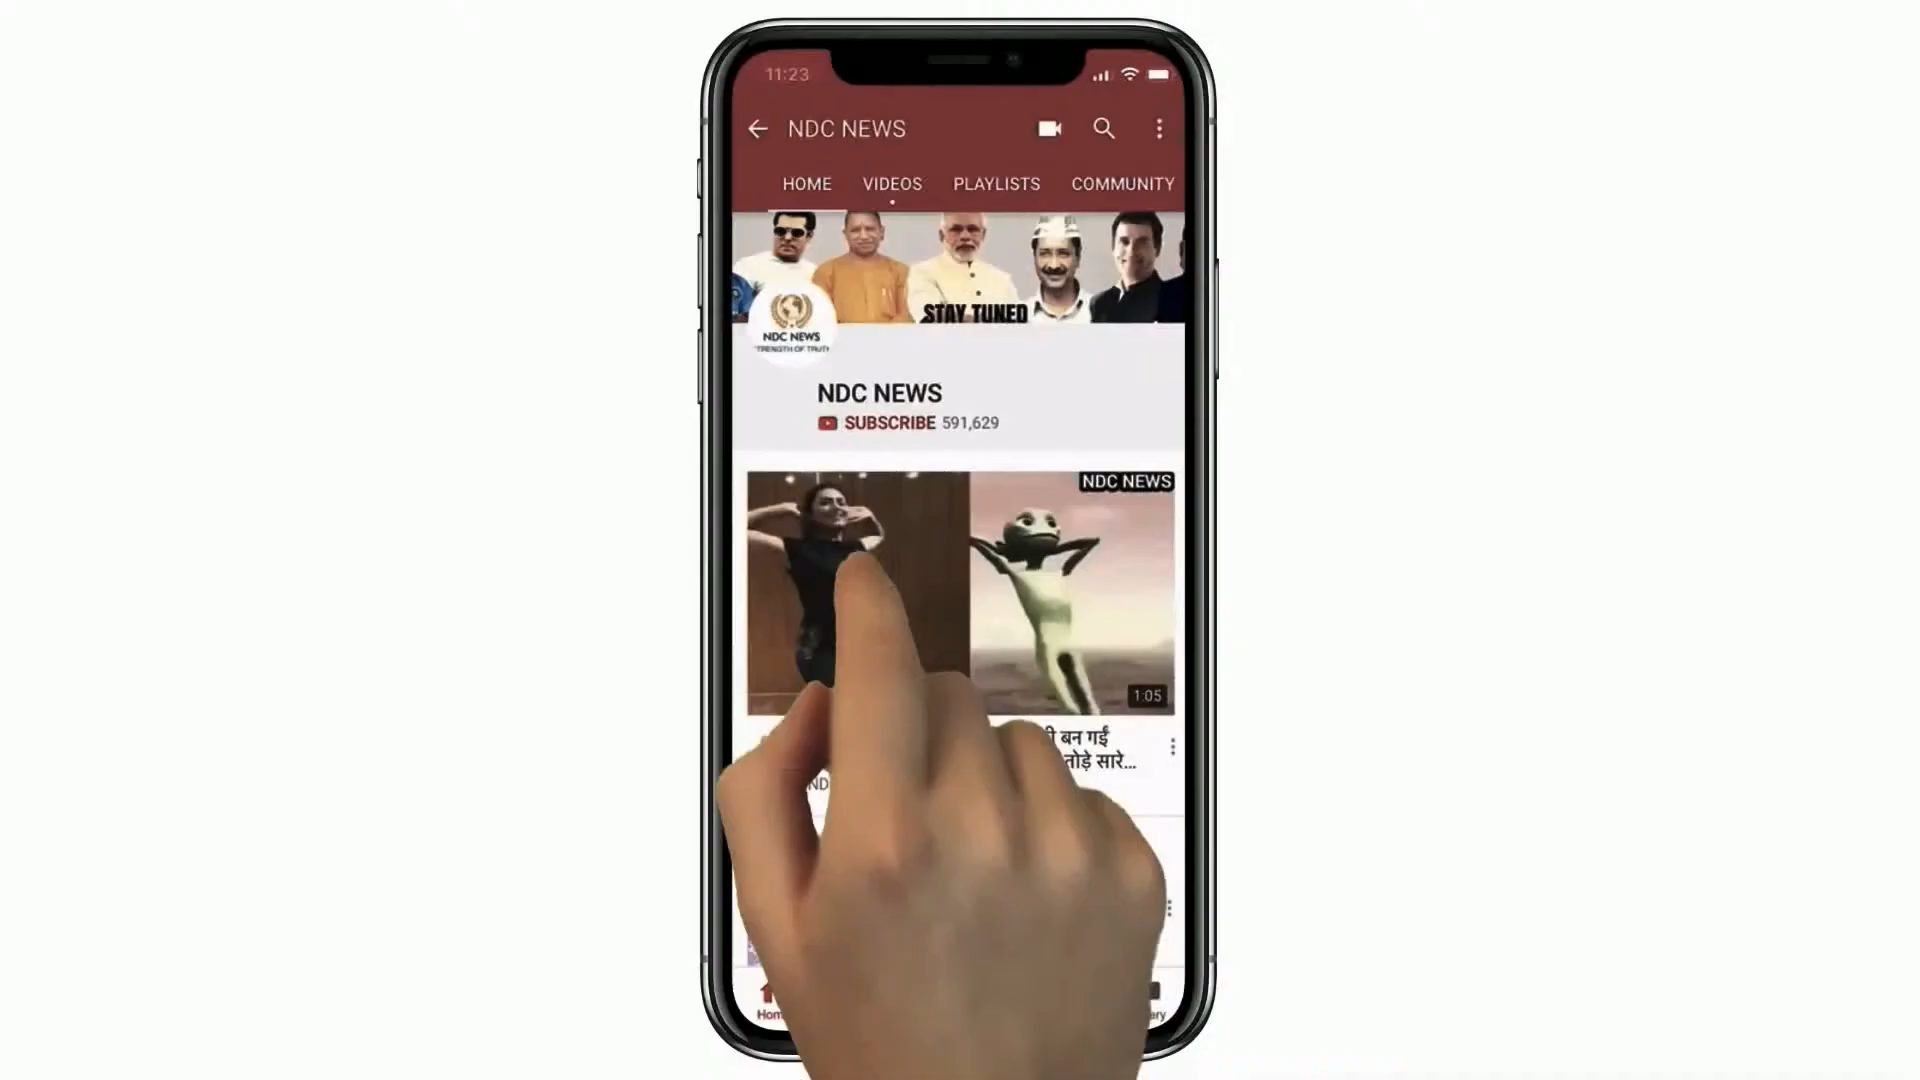 11:23
NDC NEWS
HOME VIDEOS PLAYLISTS COMMUNITY
STAY TUNED
NDC NEWS
NDC NEWS
SUBSCRIBE 591,629
NDC NEWS
1:05
बन गईं
तोड़े सारे...